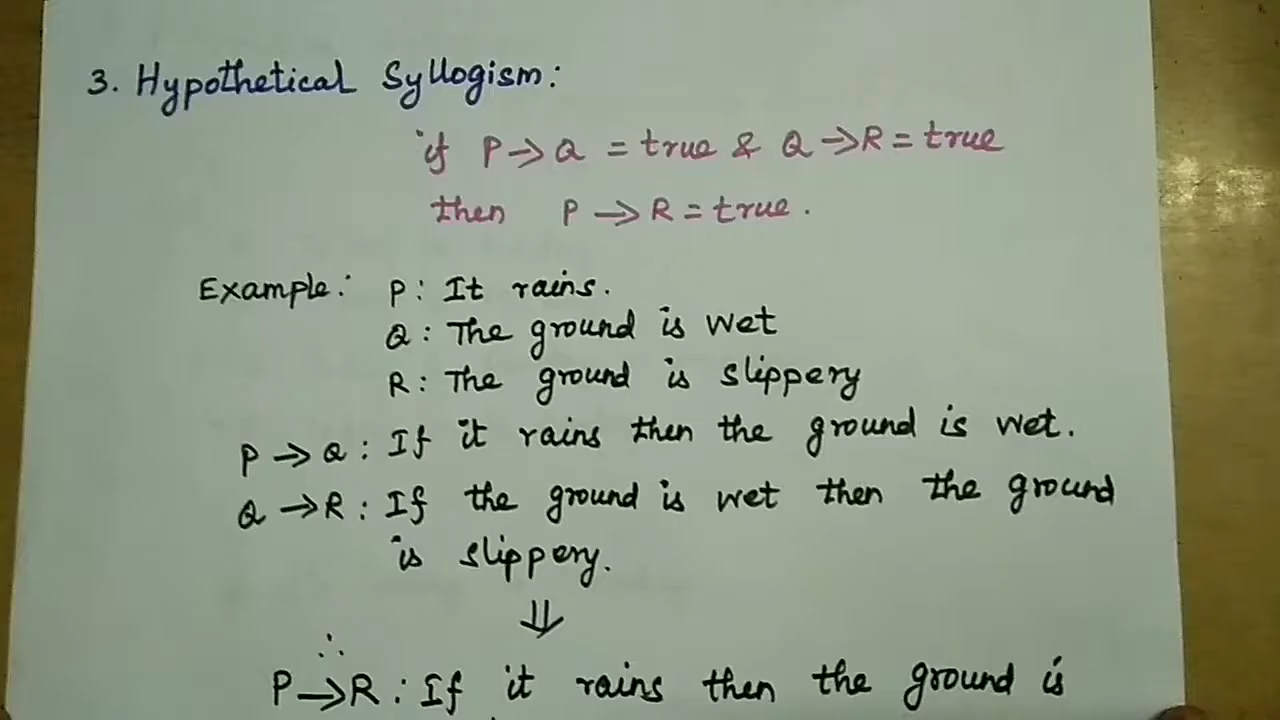 3. Hypothetical Syllogism:
if P → Q = true & Q → R = true
then P → R = true.
Example: P: It rains.
Q: The ground is wet
R: The ground is slippery
P → Q : If it rains then the ground is wet.
Q → R : If the ground is wet then the ground
is slippery.
⇓
∴
P → R : If it rains then the ground is